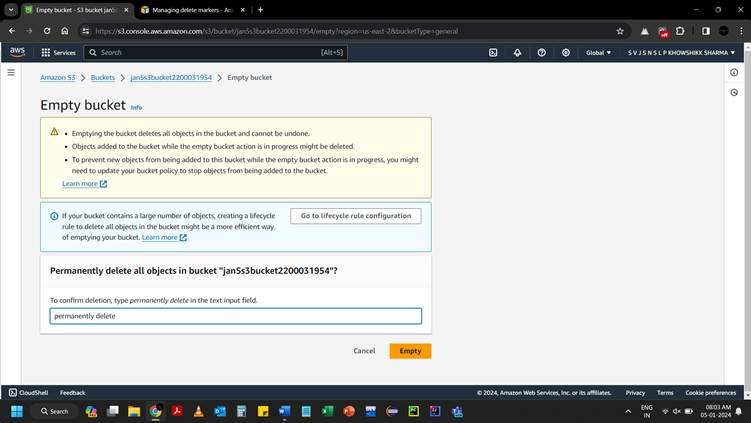 Empty bucket - S3 bucket jan5s
Managing delete markers - Am
https://s3.console.aws.amazon.com/s3/bucket/jan5s3bucket2200031954/empty?region=us-east-2&bucketType=general
aws
Services
Search
[Alt+S]
Global
S V J S N S L P KHOWSHIKK SHARMA
Amazon S3 > Buckets > jan5s3bucket2200031954 > Empty bucket
Empty bucket Info
• Emptying the bucket deletes all objects in the bucket and cannot be undone.
• Objects added to the bucket while the empty bucket action is in progress might be deleted.
• To prevent new objects from being added to this bucket while the empty bucket action is in progress, you might
need to update your bucket policy to stop objects from being added to the bucket.
Learn more
If your bucket contains a large number of objects, creating a lifecycle
rule to delete all objects in the bucket might be a more efficient way
of emptying your bucket. Learn more
Go to lifecycle rule configuration
Permanently delete all objects in bucket "jan5s3bucket2200031954"?
To confirm deletion, type permanently delete in the text input field.
permanently delete
Cancel
Empty
CloudShell
Feedback
© 2024, Amazon Web Services, Inc. or its affiliates.
Privacy
Terms
Cookie preferences
Search
ENG
IN
08:03 AM
05-01-2024